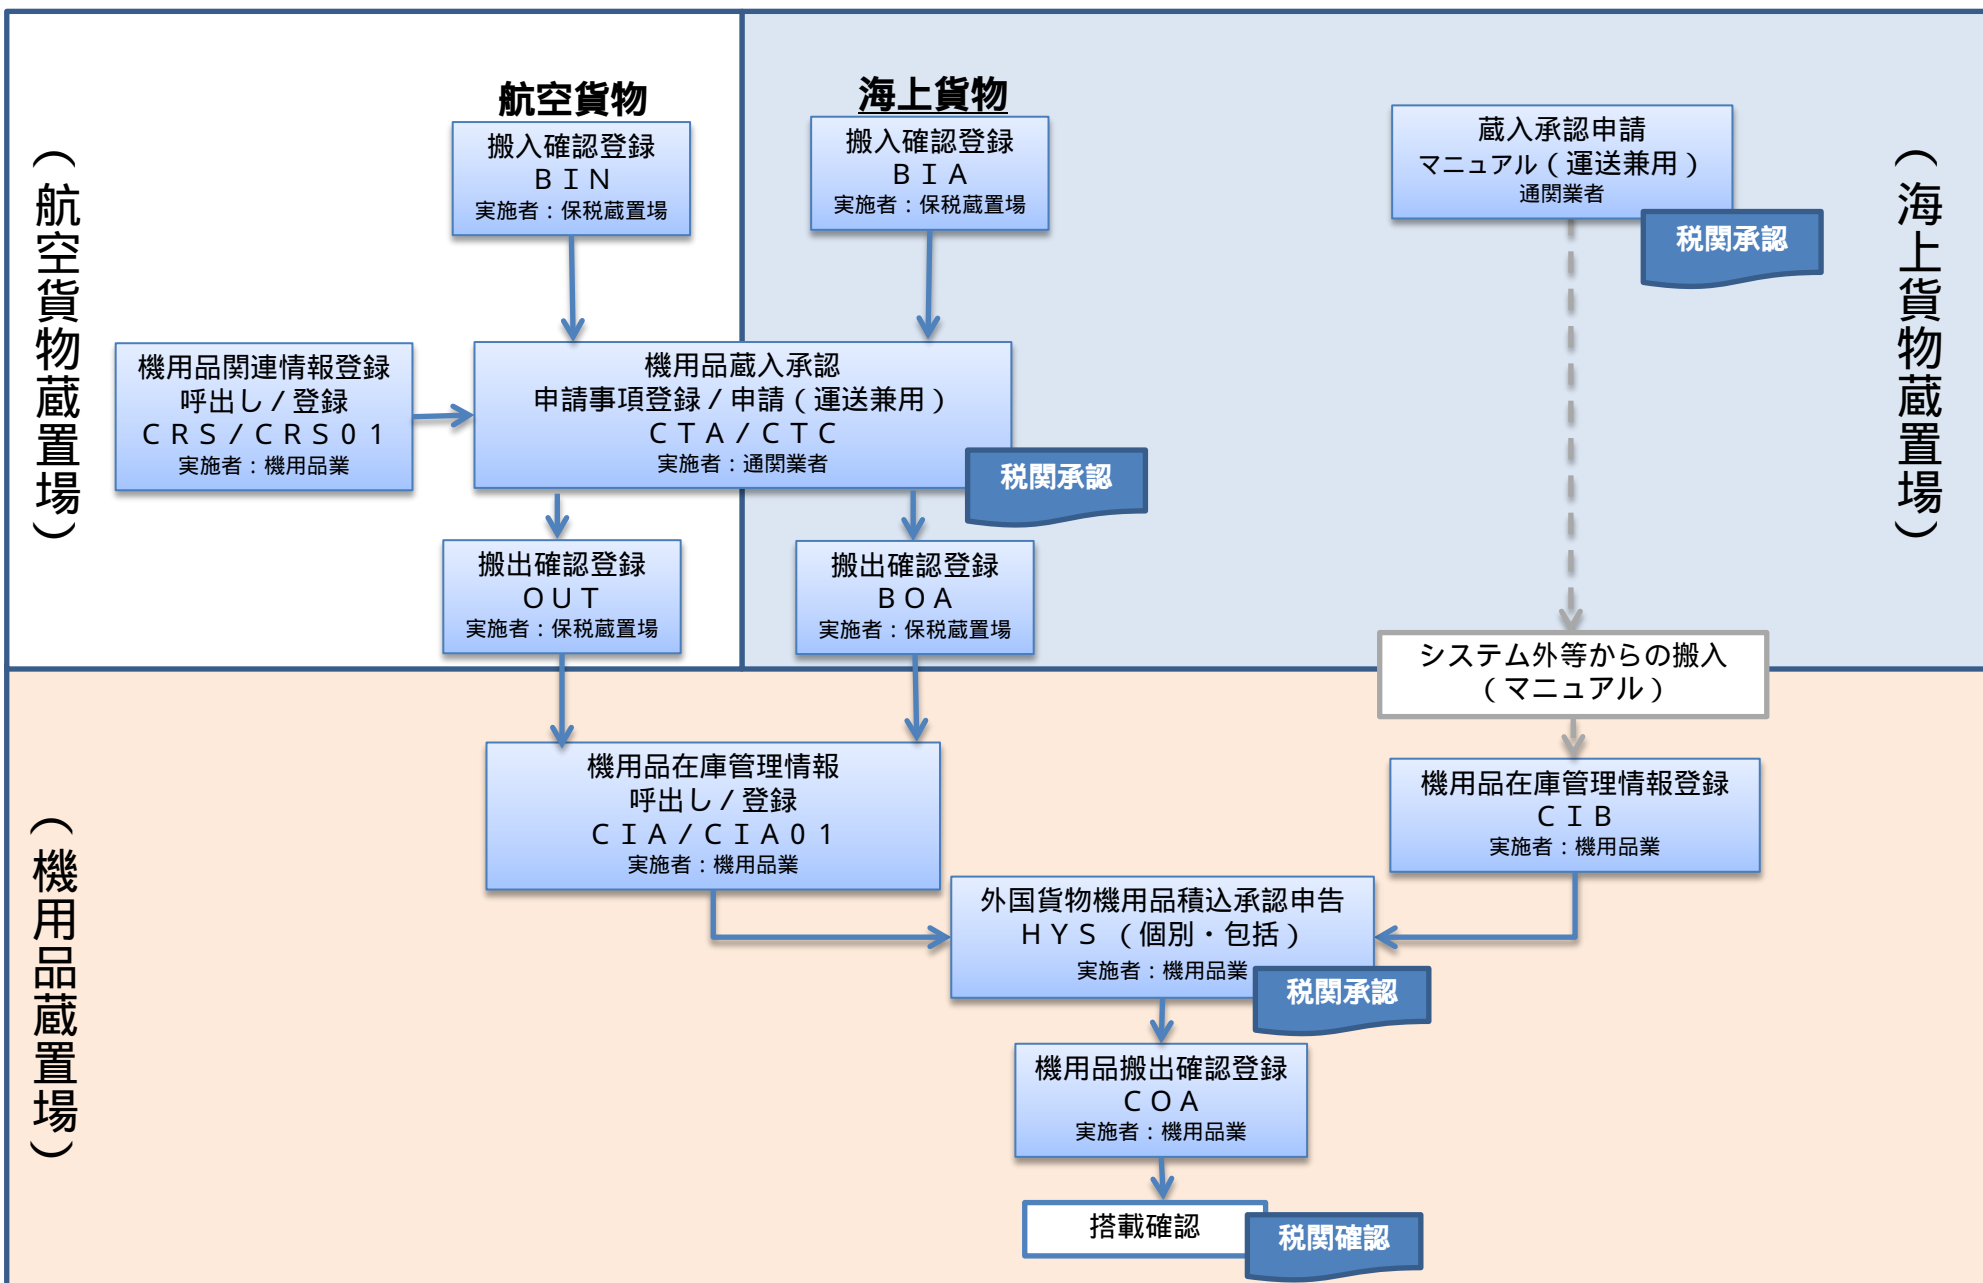 （航空貨物蔵置場）
航空貨物
搬入確認登録
ＢＩＮ
実施者：保税蔵置場
海上貨物
搬入確認登録
ＢＩＡ
実施者：保税蔵置場
蔵入承認申請
マニュアル（運送兼用）
通関業者
税関承認
（海上貨物蔵置場）
機用品関連情報登録
呼出し／登録
ＣＲＳ／ＣＲＳ０１
実施者：機用品業
機用品蔵入承認
申請事項登録／申請（運送兼用）
ＣＴＡ／ＣＴＣ
実施者：通関業者
税関承認
搬出確認登録
ＯＵＴ
実施者：保税蔵置場
搬出確認登録
ＢＯＡ
実施者：保税蔵置場
システム外等からの搬入
（マニュアル）
（機用品蔵置場）
機用品在庫管理情報
呼出し／登録
ＣＩＡ／ＣＩＡ０１
実施者：機用品業
機用品在庫管理情報登録
ＣＩＢ
実施者：機用品業
外国貨物機用品積込承認申告
ＨＹＳ（個別・包括）
実施者：機用品業
税関承認
機用品搬出確認登録
ＣＯＡ
実施者：機用品業
搭載確認
税関確認